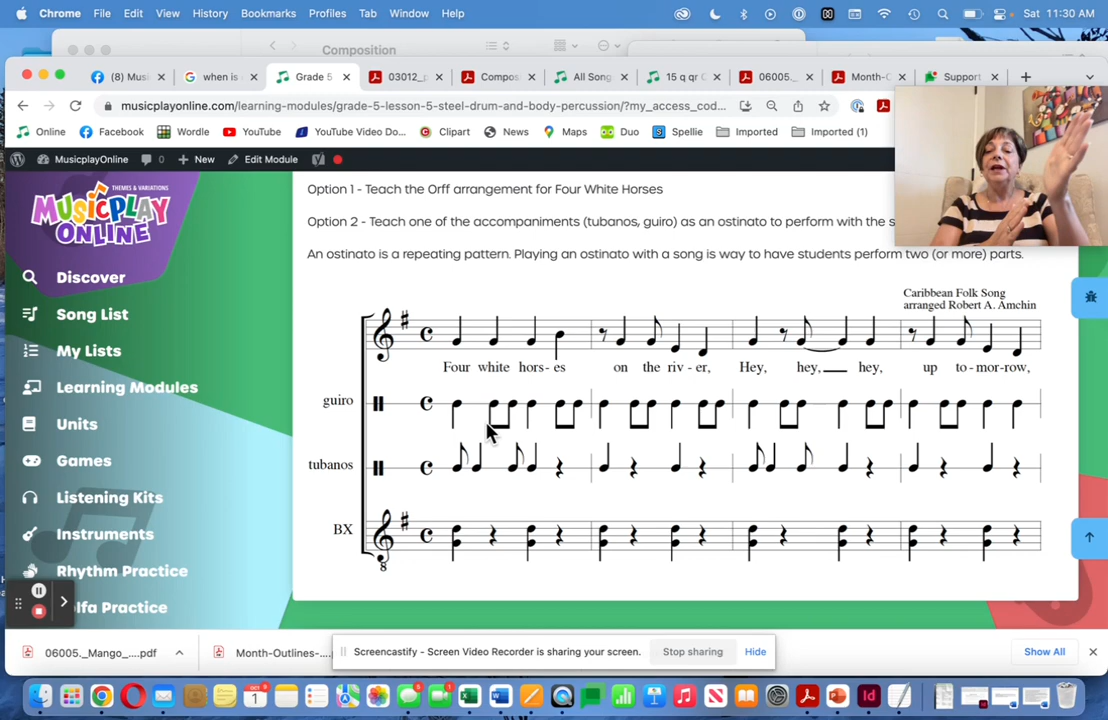 Chrome File Edit View History Bookmarks Profiles Tab Window Help Sat 11:30 AM
Composition
(8) Mus
when is
Grade 5
03012_
Compos
All Song
15 q qr
06005.
Month-O
Support
musicplayonline.com/learning-modules/grade-5-lesson-5-steel-drum-and-body-percussion/?my_access_cod...
Online Facebook Wordle YouTube YouTube Video Do... Clipart News Maps Duo Spellie Imported Imported (1)
MusicplayOnline 0 New Edit Module
THEMES & VARIATIONS
MUSICPLAY
ONLINE
Discover
Song List
My Lists
Learning Modules
Units
Games
Listening Kits
Instruments
Rhythm Practice
olfa Practice
Option 1 - Teach the Orff arrangement for Four White Horses
Option 2 - Teach one of the accompaniments (tubanos, guiro) as an ostinato to perform with the s
An ostinato is a repeating pattern. Playing an ostinato with a song is way to have students perform two (or more) parts.
Caribbean Folk Song
arranged Robert A. Amchin
Four white hors- es on the riv - er, Hey, hey, hey, up to-mor-row,
guiro
tubanos
BX
8
06005._Mango_....pdf
Month-Outlines-....p
Screencastify - Screen Video Recorder is sharing your screen. Stop sharing Hide
Show All